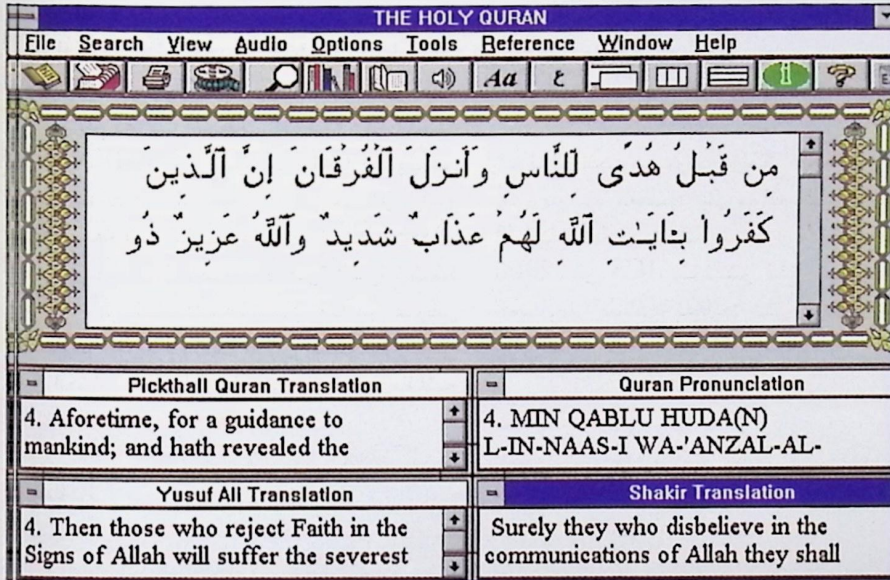 THE HOLY QURAN
File Search View Audio Options Tools Reference Window Help
Aa ع i ?
مِن قَبْلُ هُدًى لِّلنَّاسِ وَأَنزَلَ ٱلْفُرْقَانَ إِنَّ ٱلَّذِينَ
كَفَرُوا۟ بِـَٔايَـٰتِ ٱللَّهِ لَهُمْ عَذَابٌ شَدِيدٌ وَٱللَّهُ عَزِيزٌ ذُو
Pickthall Quran Translation
4. Aforetime, for a guidance to
mankind; and hath revealed the
Quran Pronunciation
4. MIN QABLU HUDA(N)
L-IN-NAAS-I WA-'ANZAL-AL-
Yusuf Ali Translation
4. Then those who reject Faith in the
Signs of Allah will suffer the severest
Shakir Translation
Surely they who disbelieve in the
communications of Allah they shall